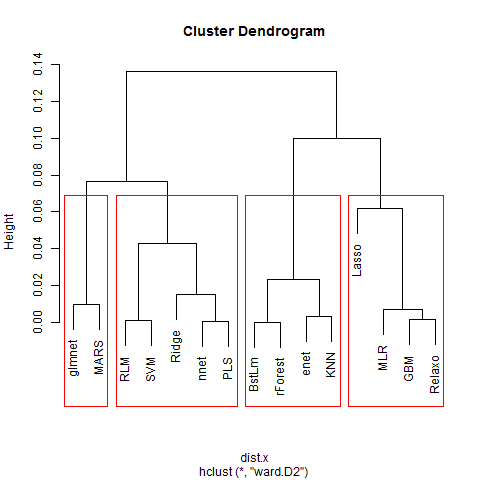 Cluster Dendrogram
Height
0.00 0.02 0.04 0.06 0.08 0.10 0.12 0.14
glmnet
MARS
RLM
SVM
Ridge
nnet
PLS
BstLm
rForest
enet
KNN
Lasso
MLR
GBM
Relaxo
dist.x
hclust (*, "ward.D2")